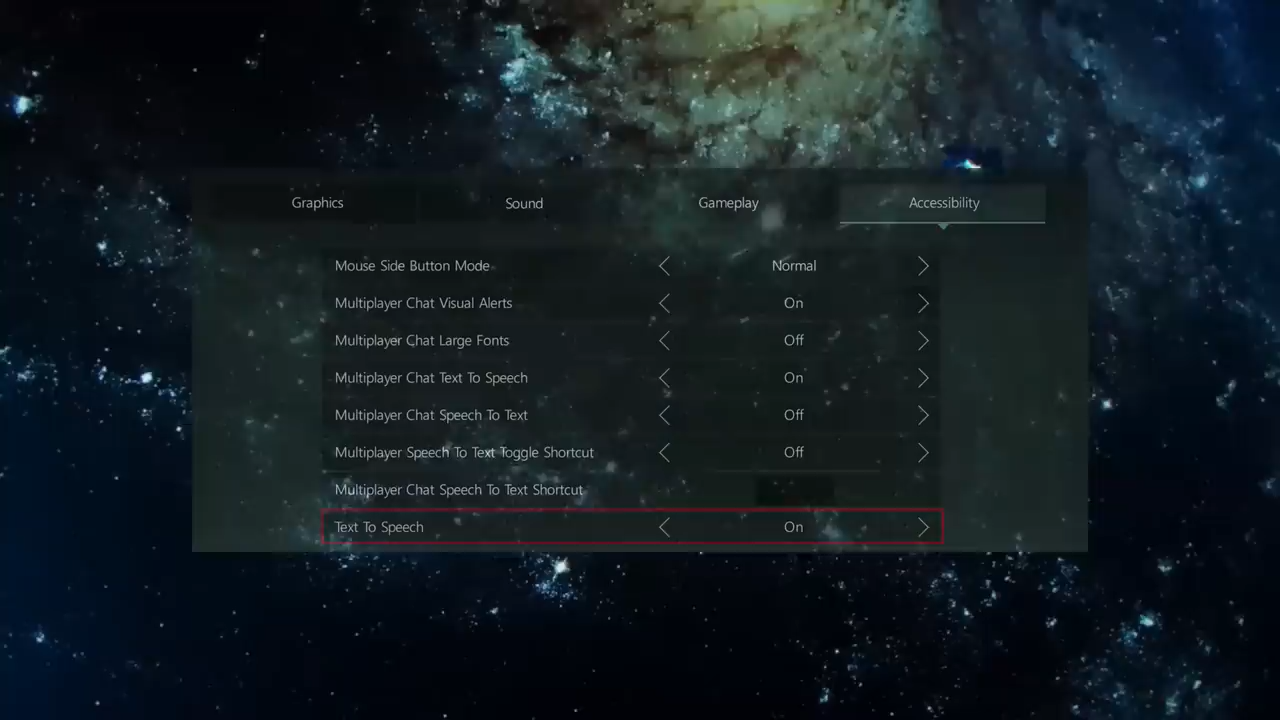 Graphics Sound Gameplay Accessibility
Mouse Side Button Mode Normal
Multiplayer Chat Visual Alerts On
Multiplayer Chat Large Fonts Off
Multiplayer Chat Text To Speech On
Multiplayer Chat Speech To Text Off
Multiplayer Speech To Text Toggle Shortcut Off
Multiplayer Chat Speech To Text Shortcut
Text To Speech On